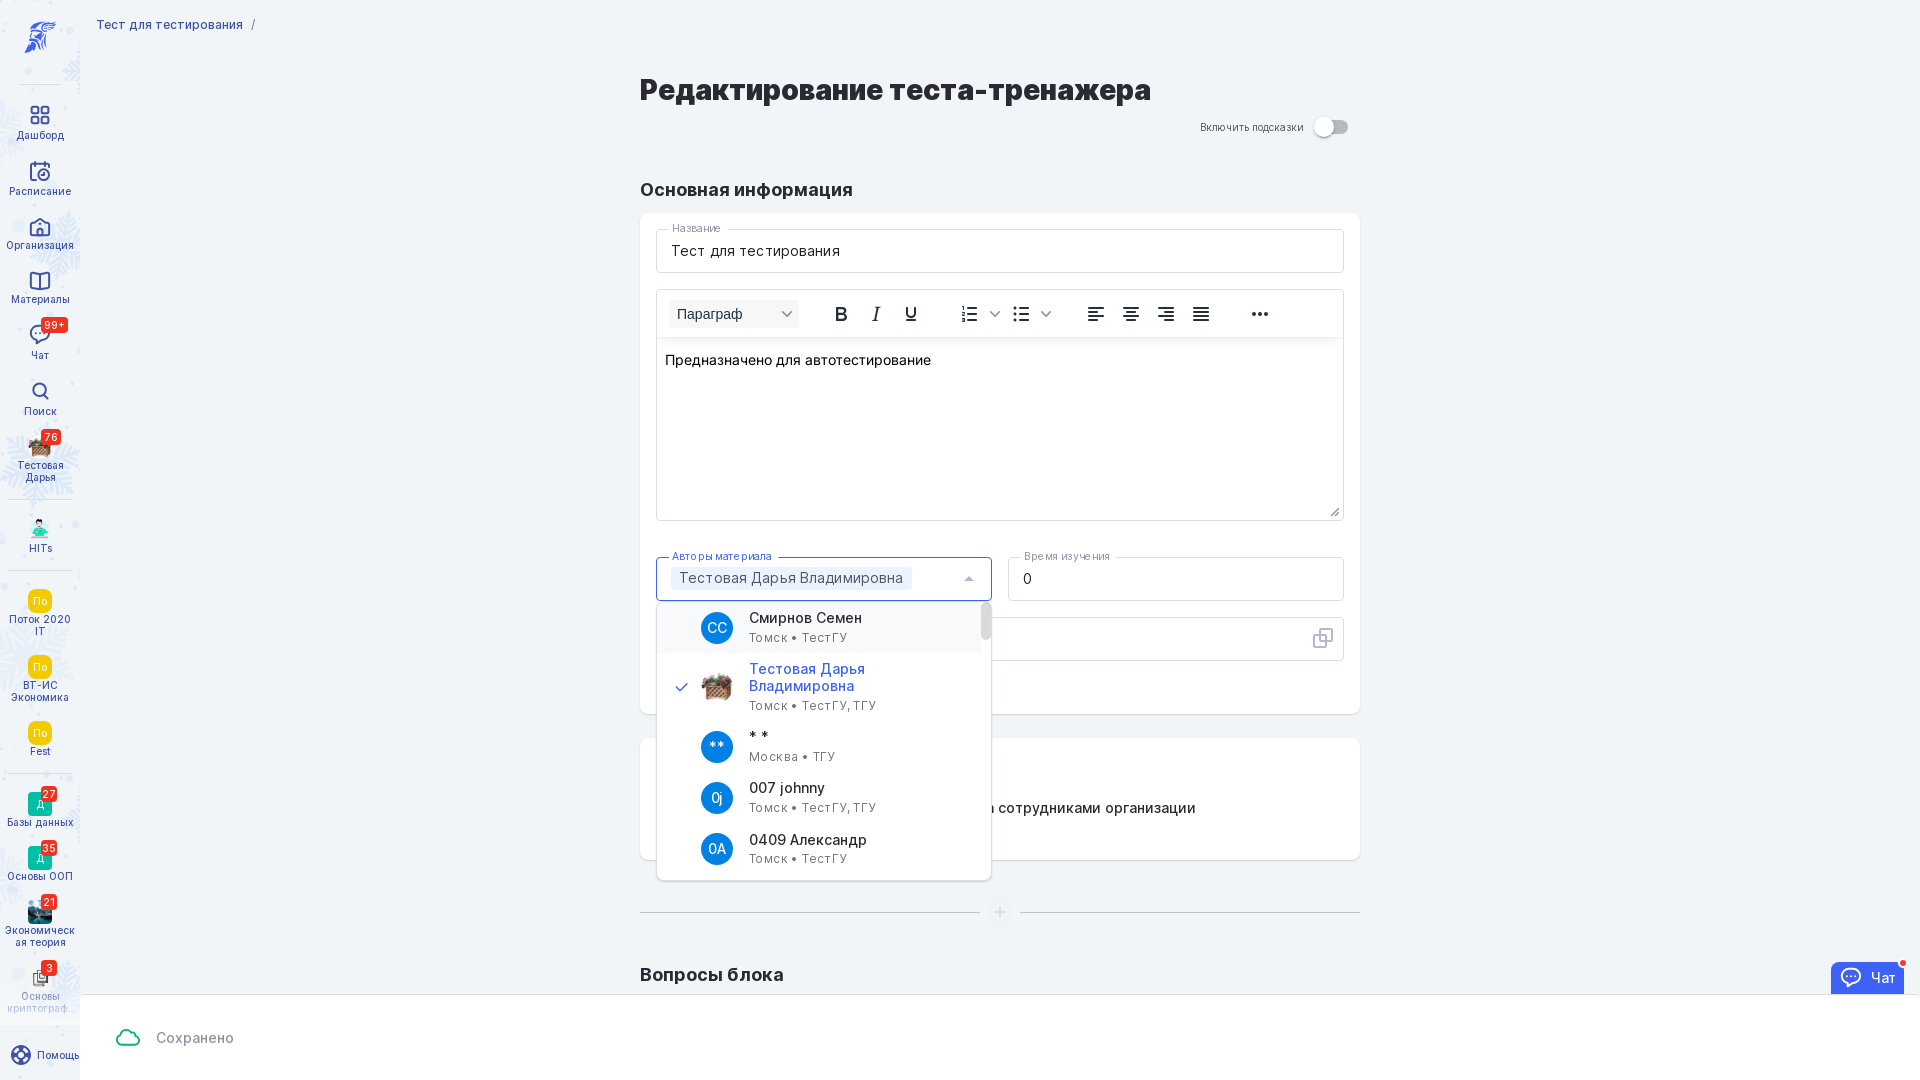 Тест для тестирования /
Дашборд
Расписание
Организация
Материалы
99+
Чат
Поиск
76
Тестовая
Дарья
HITs
По
Поток 2020
IT
По
ВТ-ИС
Экономика
По
Fest
27
Д
Базы данных
35
Д
Основы ООП
21
Экономическ
ая теория
3
Основы
криптограф...
Помощь
Редактирование теста-тренажера
Включить подсказки
Основная информация
Название
Тест для тестирования
Параграф
B I U
Предназначено для автотестирование
Авторы материала
Тестовая Дарья Владимировна
Время изучения
0
СС
Смирнов Семен
Томск • ТестГУ
Тестовая Дарья
Владимировна
Томск • ТестГУ, ТГУ
**
* *
Москва • ТГУ
0j
007 johnny
Томск • ТестГУ, ТГУ
0А
0409 Александр
Томск • ТестГУ
сотрудниками организации
Вопросы блока
Чат
Сохранено